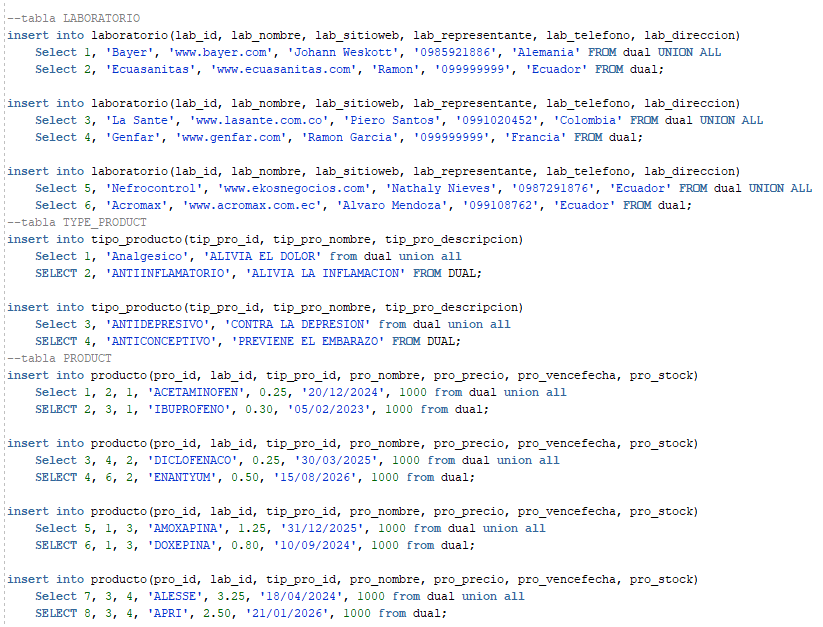 --tabla LABORATORIO
insert into laboratorio(lab_id, lab_nombre, lab_sitioweb, lab_representante, lab_telefono, lab_direccion)
    Select 1, 'Bayer', 'www.bayer.com', 'Johann Weskott', '0985921886', 'Alemania' FROM dual UNION ALL
    Select 2, 'Ecuasanitas', 'www.ecuasanitas.com', 'Ramon', '099999999', 'Ecuador' FROM dual;

insert into laboratorio(lab_id, lab_nombre, lab_sitioweb, lab_representante, lab_telefono, lab_direccion)
    Select 3, 'La Sante', 'www.lasante.com.co', 'Piero Santos', '0991020452', 'Colombia' FROM dual UNION ALL
    Select 4, 'Genfar', 'www.genfar.com', 'Ramon Garcia', '099999999', 'Francia' FROM dual;

insert into laboratorio(lab_id, lab_nombre, lab_sitioweb, lab_representante, lab_telefono, lab_direccion)
    Select 5, 'Nefrocontrol', 'www.ekosnegocios.com', 'Nathaly Nieves', '0987291876', 'Ecuador' FROM dual UNION ALL
    Select 6, 'Acromax', 'www.acromax.com.ec', 'Alvaro Mendoza', '099108762', 'Ecuador' FROM dual;
--tabla TYPE_PRODUCT
insert into tipo_producto(tip_pro_id, tip_pro_nombre, tip_pro_descripcion)
    Select 1, 'Analgesico', 'ALIVIA EL DOLOR' from dual union all
    SELECT 2, 'ANTIINFLAMATORIO', 'ALIVIA LA INFLAMACION' FROM DUAL;

insert into tipo_producto(tip_pro_id, tip_pro_nombre, tip_pro_descripcion)
    Select 3, 'ANTIDEPRESIVO', 'CONTRA LA DEPRESION' from dual union all
    SELECT 4, 'ANTICONCEPTIVO', 'PREVIENE EL EMBARAZO' FROM DUAL;
--tabla PRODUCT
insert into producto(pro_id, lab_id, tip_pro_id, pro_nombre, pro_precio, pro_vencefecha, pro_stock)
    Select 1, 2, 1, 'ACETAMINOFEN', 0.25, '20/12/2024', 1000 from dual union all
    SELECT 2, 3, 1, 'IBUPROFENO', 0.30, '05/02/2023', 1000 from dual;

insert into producto(pro_id, lab_id, tip_pro_id, pro_nombre, pro_precio, pro_vencefecha, pro_stock)
    Select 3, 4, 2, 'DICLOFENACO', 0.25, '30/03/2025', 1000 from dual union all
    SELECT 4, 6, 2, 'ENANTYUM', 0.50, '15/08/2026', 1000 from dual;

insert into producto(pro_id, lab_id, tip_pro_id, pro_nombre, pro_precio, pro_vencefecha, pro_stock)
    Select 5, 1, 3, 'AMOXAPINA', 1.25, '31/12/2025', 1000 from dual union all
    SELECT 6, 1, 3, 'DOXEPINA', 0.80, '10/09/2024', 1000 from dual;

insert into producto(pro_id, lab_id, tip_pro_id, pro_nombre, pro_precio, pro_vencefecha, pro_stock)
    Select 7, 3, 4, 'ALESSE', 3.25, '18/04/2024', 1000 from dual union all
    SELECT 8, 3, 4, 'APRI', 2.50, '21/01/2026', 1000 from dual;